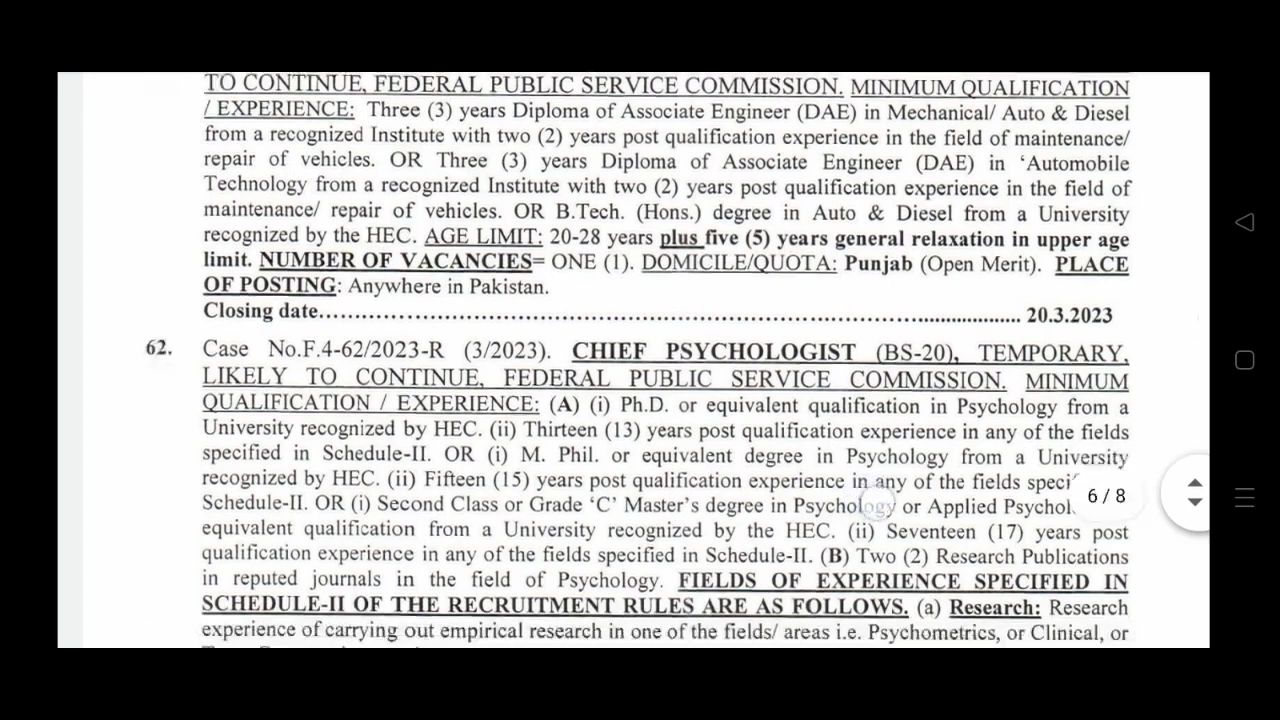 TO CONTINUE, FEDERAL PUBLIC SERVICE COMMISSION. MINIMUM QUALIFICATION
/ EXPERIENCE: Three (3) years Diploma of Associate Engineer (DAE) in Mechanical/ Auto & Diesel
from a recognized Institute with two (2) years post qualification experience in the field of maintenance/
repair of vehicles. OR Three (3) years Diploma of Associate Engineer (DAE) in ‘Automobile
Technology from a recognized Institute with two (2) years post qualification experience in the field of
maintenance/ repair of vehicles. OR B.Tech. (Hons.) degree in Auto & Diesel from a University
recognized by the HEC. AGE LIMIT: 20-28 years plus five (5) years general relaxation in upper age
limit. NUMBER OF VACANCIES= ONE (1). DOMICILE/QUOTA: Punjab (Open Merit). PLACE
OF POSTING: Anywhere in Pakistan.
Closing date.......................................................................................... 20.3.2023
62. Case No.F.4-62/2023-R (3/2023). CHIEF PSYCHOLOGIST (BS-20), TEMPORARY,
LIKELY TO CONTINUE, FEDERAL PUBLIC SERVICE COMMISSION. MINIMUM
QUALIFICATION / EXPERIENCE: (A) (i) Ph.D. or equivalent qualification in Psychology from a
University recognized by HEC. (ii) Thirteen (13) years post qualification experience in any of the fields
specified in Schedule-II. OR (i) M. Phil. or equivalent degree in Psychology from a University
recognized by HEC. (ii) Fifteen (15) years post qualification experience in any of the fields speci
Schedule-II. OR (i) Second Class or Grade ‘C’ Master’s degree in Psychology or Applied Psychol
equivalent qualification from a University recognized by the HEC. (ii) Seventeen (17) years post
qualification experience in any of the fields specified in Schedule-II. (B) Two (2) Research Publications
in reputed journals in the field of Psychology. FIELDS OF EXPERIENCE SPECIFIED IN
SCHEDULE-II OF THE RECRUITMENT RULES ARE AS FOLLOWS. (a) Research: Research
experience of carrying out empirical research in one of the fields/ areas i.e. Psychometrics, or Clinical, or
6 / 8